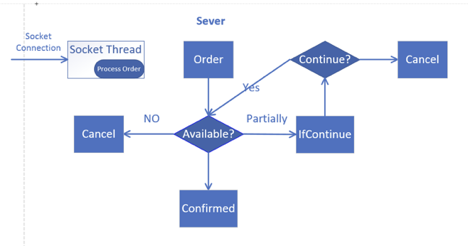 Sever
Socket
Connection
Socket Thread
Process Order
Order
Continue?
Cancel
Yes
Cancel
NO
Available?
Partially
IfContinue
Confirmed